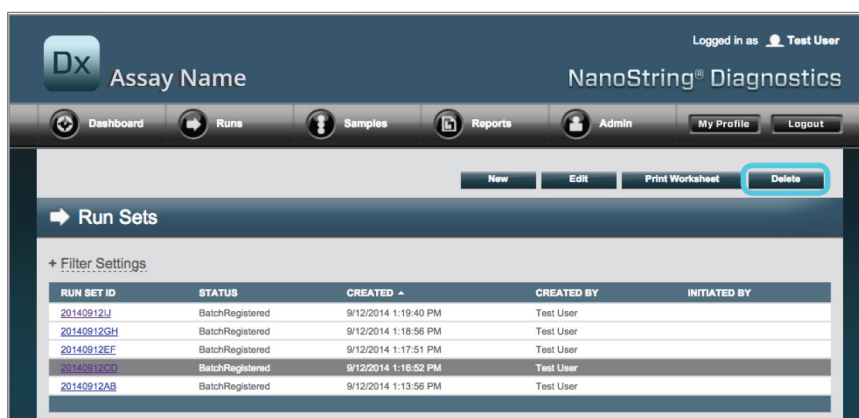 Logged in as Test User
Dx Assay Name
NanoString® Diagnostics
Dashboard Runs Samples Reports Admin My Profile Logout
New Edit Print Worksheet Delete
Run Sets
+ Filter Settings
RUN SET ID STATUS CREATED CREATED BY INITIATED BY
20140912IJ BatchRegistered 9/12/2014 1:19:40 PM Test User
20140912GH BatchRegistered 9/12/2014 1:18:56 PM Test User
20140912EF BatchRegistered 9/12/2014 1:17:51 PM Test User
20140912CD BatchRegistered 9/12/2014 1:16:52 PM Test User
20140912AB BatchRegistered 9/12/2014 1:13:56 PM Test User